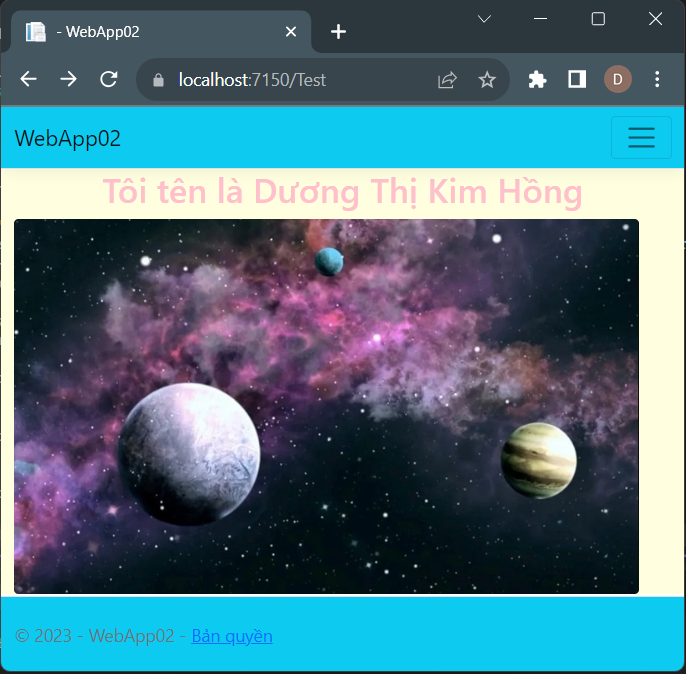 - WebApp02
localhost:7150/Test
D
WebApp02
Tôi tên là Dương Thị Kim Hồng
© 2023 - WebApp02 - Bản quyền